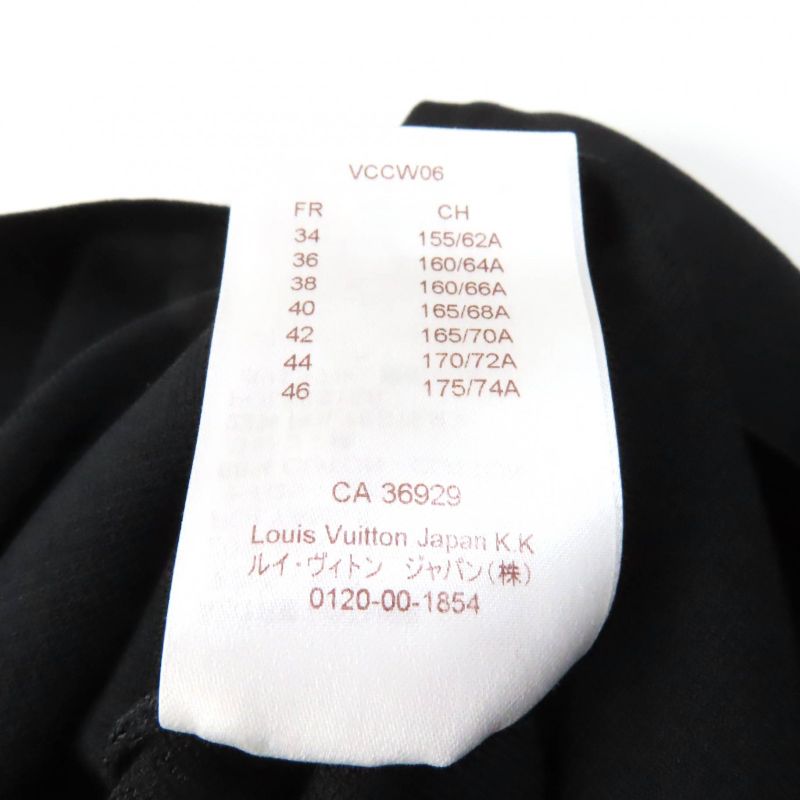 VCCW06
FR CH
34 155/62A
36 160/64A
38 160/66A
40 165/68A
42 165/70A
44 170/72A
46 175/74A
CA 36929
Louis Vuitton Japan K.K
ルイ・ヴィトン ジャパン(株)
0120-00-1854